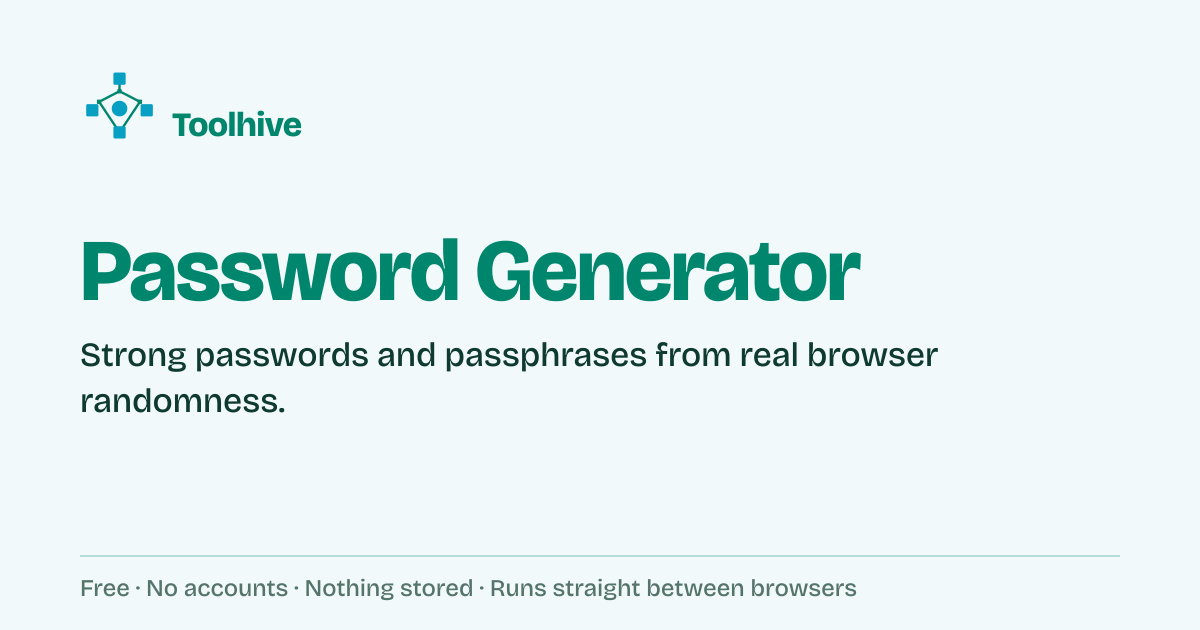 Toolhive
Password Generator
Strong passwords and passphrases from real browser
randomness.
Free · No accounts · Nothing stored · Runs straight between browsers